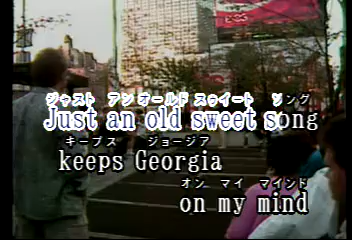 ジャスト アンオールド スゥイート ソング
Just an old sweet song
キープス ジョージア
keeps Georgia
オン マイ マインド
on my mind